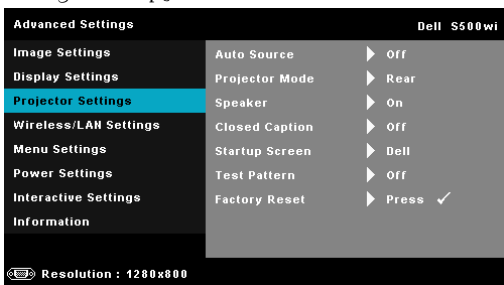 Advanced Settings Dell S500wi
Image Settings
Display Settings
Projector Settings
Wireless/LAN Settings
Menu Settings
Power Settings
Interactive Settings
Information
Auto Source Off
Projector Mode Rear
Speaker On
Closed Caption Off
Startup Screen Dell
Test Pattern Off
Factory Reset Press ✓
Resolution : 1280x800